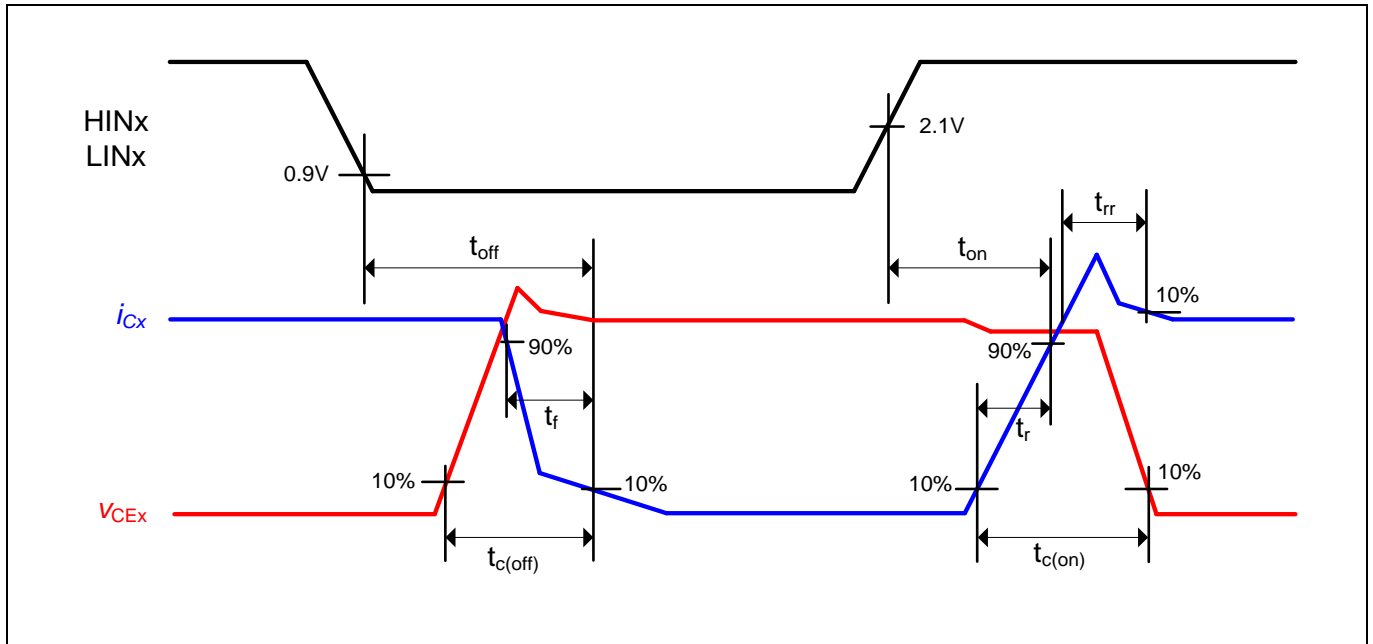 HINx
LINx
0.9V
2.1V
trr
toff
ton
iCx
90%
10%
90%
tf
tr
10%
10%
10%
10%
vCEx
tc(off)
tc(on)